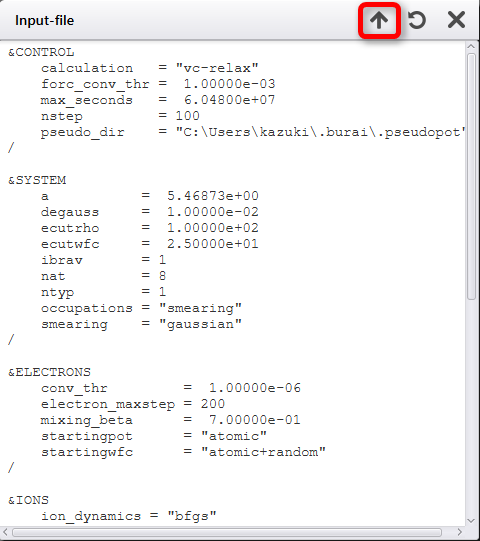 Input-file
&CONTROL
    calculation   = "vc-relax"
    forc_conv_thr =  1.00000e-03
    max_seconds   =  6.04800e+07
    nstep         = 100
    pseudo_dir    = "C:\Users\kazuki\.burai\.pseudopot"
/
&SYSTEM
    a           =  5.46873e+00
    degauss     =  1.00000e-02
    ecutrho     =  1.00000e+02
    ecutwfc     =  2.50000e+01
    ibrav       = 1
    nat         = 8
    ntyp        = 1
    occupations = "smearing"
    smearing    = "gaussian"
/
&ELECTRONS
    conv_thr         =  1.00000e-06
    electron_maxstep = 200
    mixing_beta      =  7.00000e-01
    startingpot      = "atomic"
    startingwfc      = "atomic+random"
/
&IONS
    ion_dynamics = "bfgs"